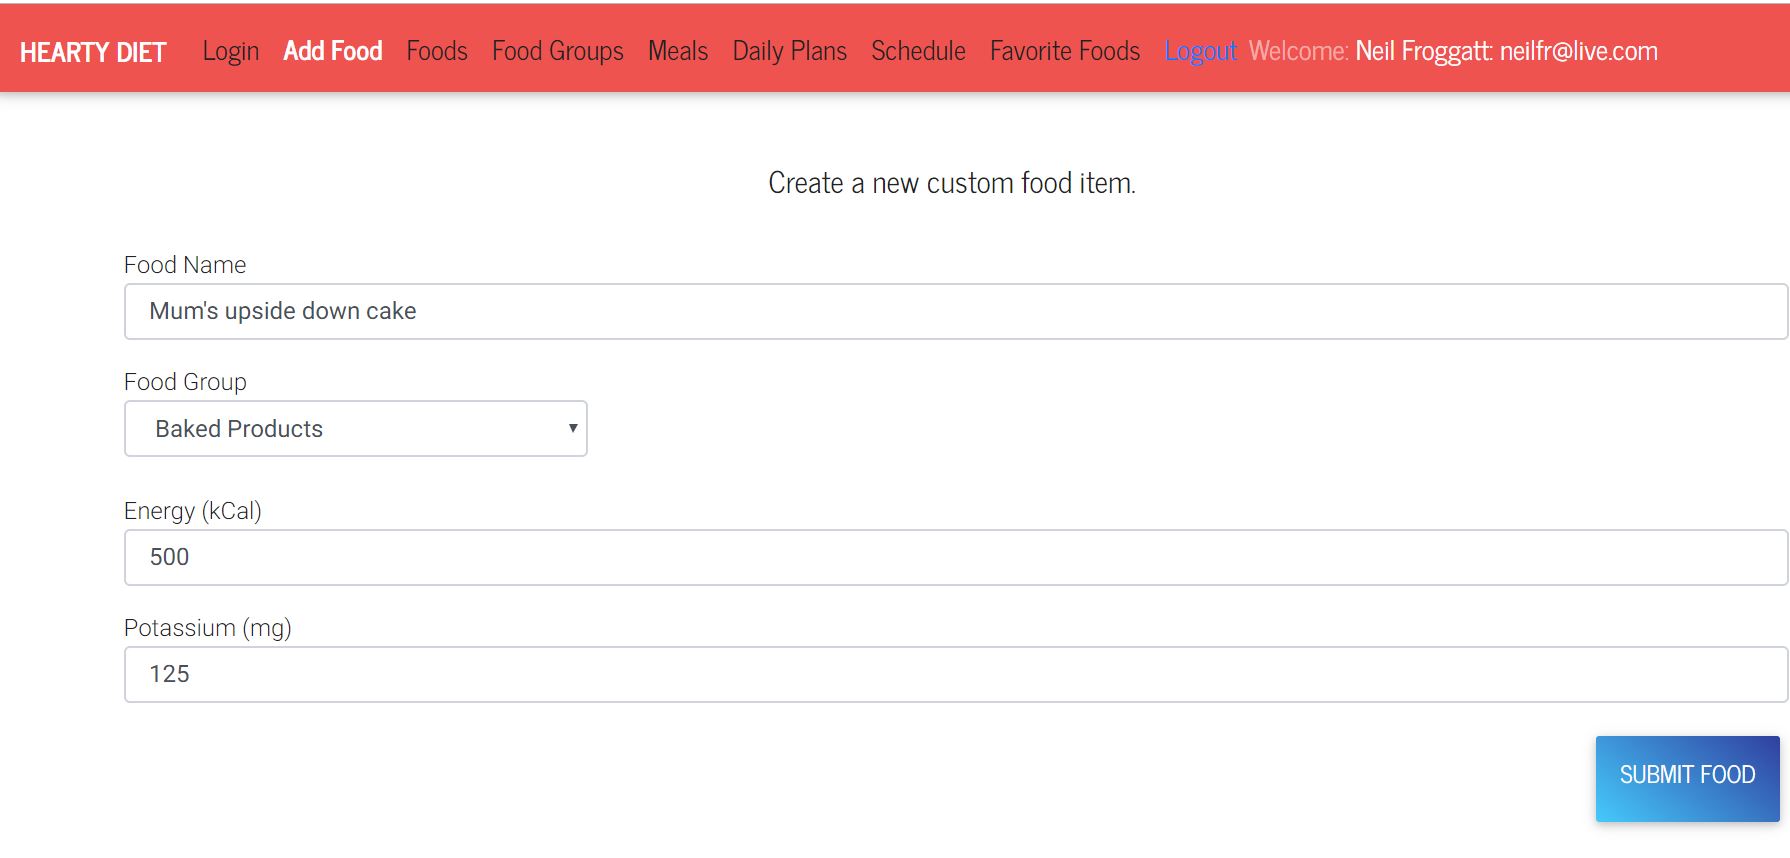 HEARTY DIET Login Add Food Foods Food Groups Meals Daily Plans Schedule Favorite Foods Logout Welcome: Neil Froggatt: neilfr@live.com
Create a new custom food item.
Food Name
Mum's upside down cake
Food Group
Baked Products
Energy (kCal)
500
Potassium (mg)
125
SUBMIT FOOD